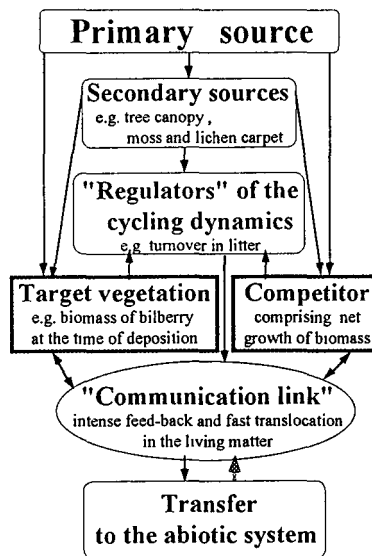 Primary source
Secondary sources
e.g. tree canopy,
moss and lichen carpet
"Regulators" of the
cycling dynamics
e.g. turnover in litter
Target vegetation
e.g. biomass of bilberry
at the time of deposition
Competitor
comprising net
growth of biomass
"Communication link"
intense feed-back and fast translocation
in the living matter
Transfer
to the abiotic system